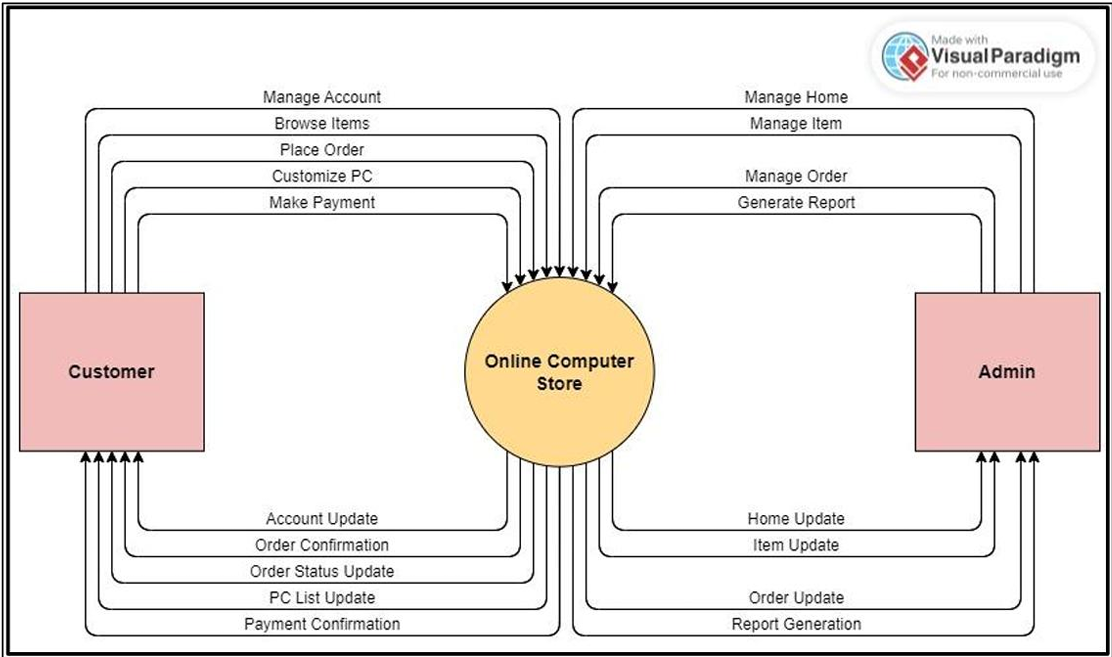 Made with
Visual Paradigm
For non-commercial use
Manage Account
Browse Items
Place Order
Customize PC
Make Payment
Manage Home
Manage Item
Manage Order
Generate Report
Customer
Online Computer
Store
Admin
Account Update
Order Confirmation
Order Status Update
PC List Update
Payment Confirmation
Home Update
Item Update
Order Update
Report Generation